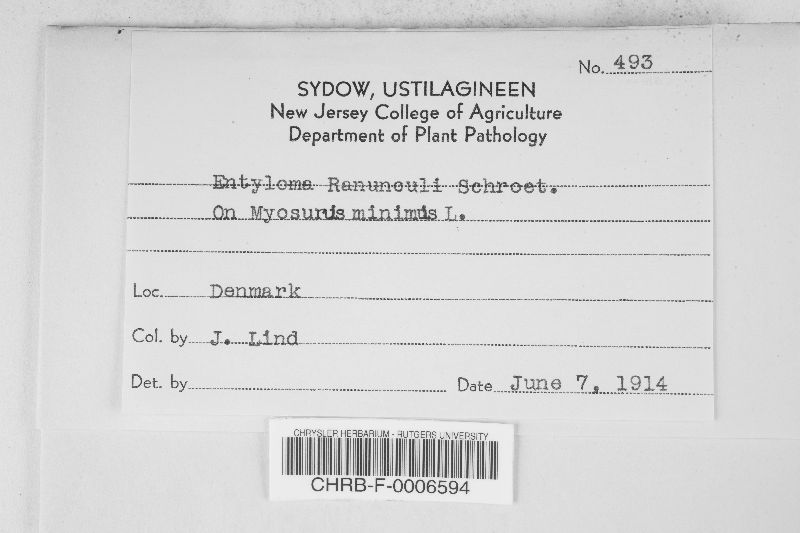 No. 493
SYDOW, USTILAGINEEN
New Jersey College of Agriculture
Department of Plant Pathology
Entyloma Ranunculi Schroet.
On Myosurus minimus L.
Loc. Denmark
Col. by J. Lind
Det. by Date June 7, 1914
CHRYSLER HERBARIUM - RUTGERS UNIVERSITY
CHRB-F-0006594